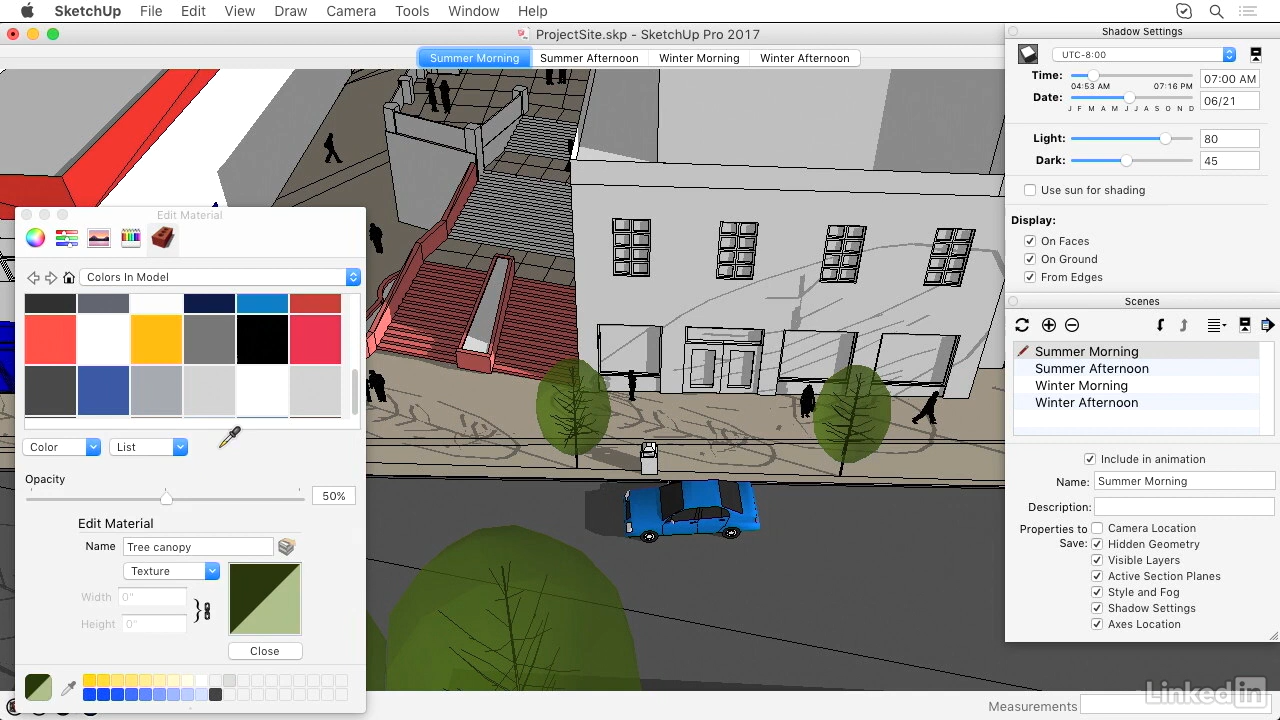 SketchUp File Edit View Draw Camera Tools Window Help
ProjectSite.skp - SketchUp Pro 2017
Summer Morning Summer Afternoon Winter Morning Winter Afternoon
Shadow Settings
UTC-8:00
Time: 07:00 AM
04:53 AM 07:16 PM
Date: 06/21
J F M A M J J A S O N D
Light: 80
Dark: 45
Use sun for shading
Display:
On Faces
On Ground
From Edges
Scenes
Summer Morning
Summer Afternoon
Winter Morning
Winter Afternoon
Include in animation
Name: Summer Morning
Description:
Properties to Save:
Camera Location
Hidden Geometry
Visible Layers
Active Section Planes
Style and Fog
Shadow Settings
Axes Location
Edit Material
Colors In Model
Color List
Opacity
50%
Edit Material
Name Tree canopy
Texture
Width 0"
Height 0"
Close
Measurements
Linked in